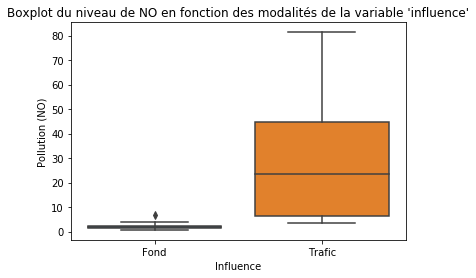 Boxplot du niveau de NO en fonction des modalités de la variable 'influence'
80
70
60
50
40
30
20
10
0
Pollution (NO)
Fond
Trafic
Influence